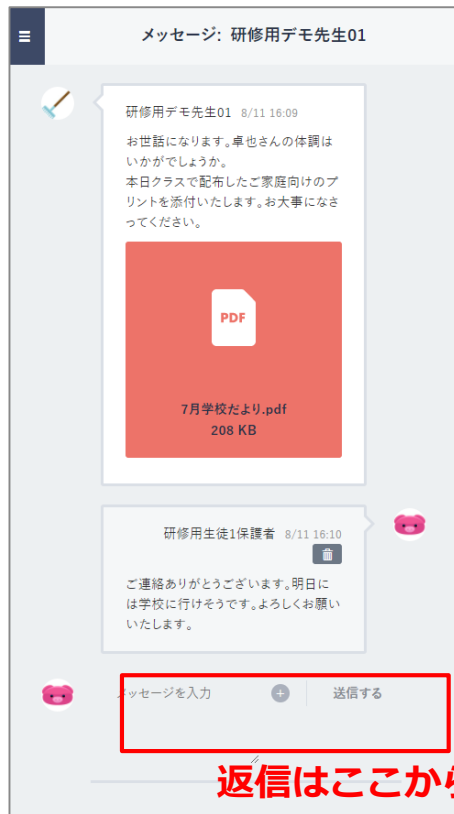 メッセージ: 研修用デモ先生01
研修用デモ先生01 8/11 16:09
お世話になります。卓也さんの体調は
いかがでしょうか。
本日クラスで配布したご家庭向けのプ
リントを添付いたします。お大事になさ
ってください。
PDF
7月学校だより.pdf
208 KB
研修用生徒1保護者 8/11 16:10
ご連絡ありがとうございます。明日に
は学校に行けそうです。よろしくお願い
いたします。
メッセージを入力 送信する
返信はここから